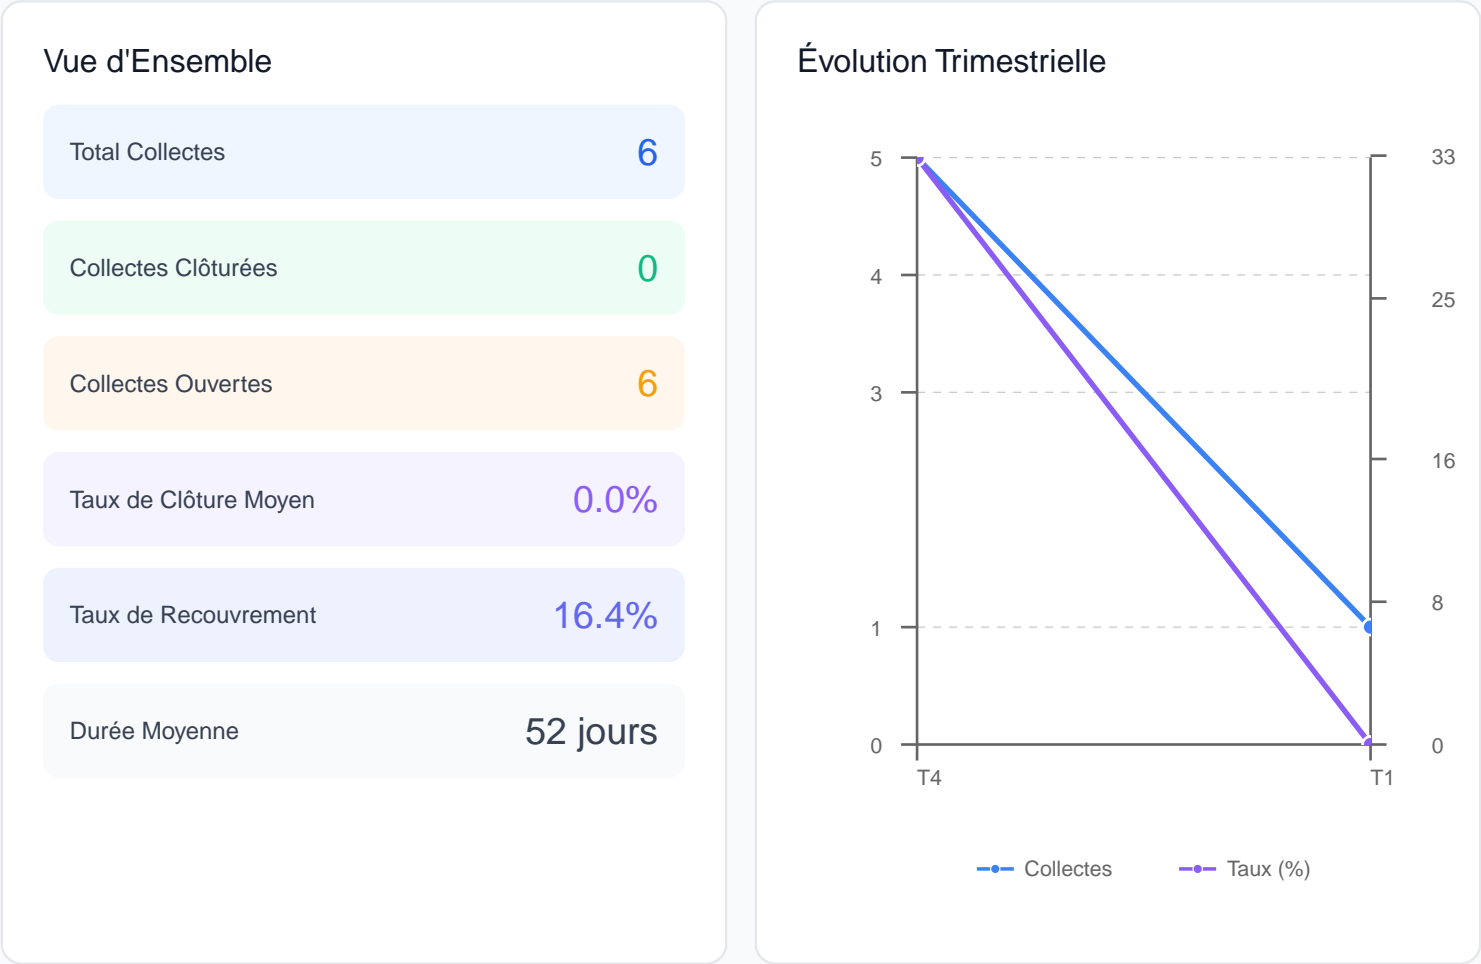 Vue d'Ensemble
Total Collectes 6
Collectes Clôturées 0
Collectes Ouvertes 6
Taux de Clôture Moyen 0.0%
Taux de Recouvrement 16.4%
Durée Moyenne 52 jours
Évolution Trimestrielle
5 33
4 25
3 16
1 8
0 0
T4 T1
Collectes Taux (%)